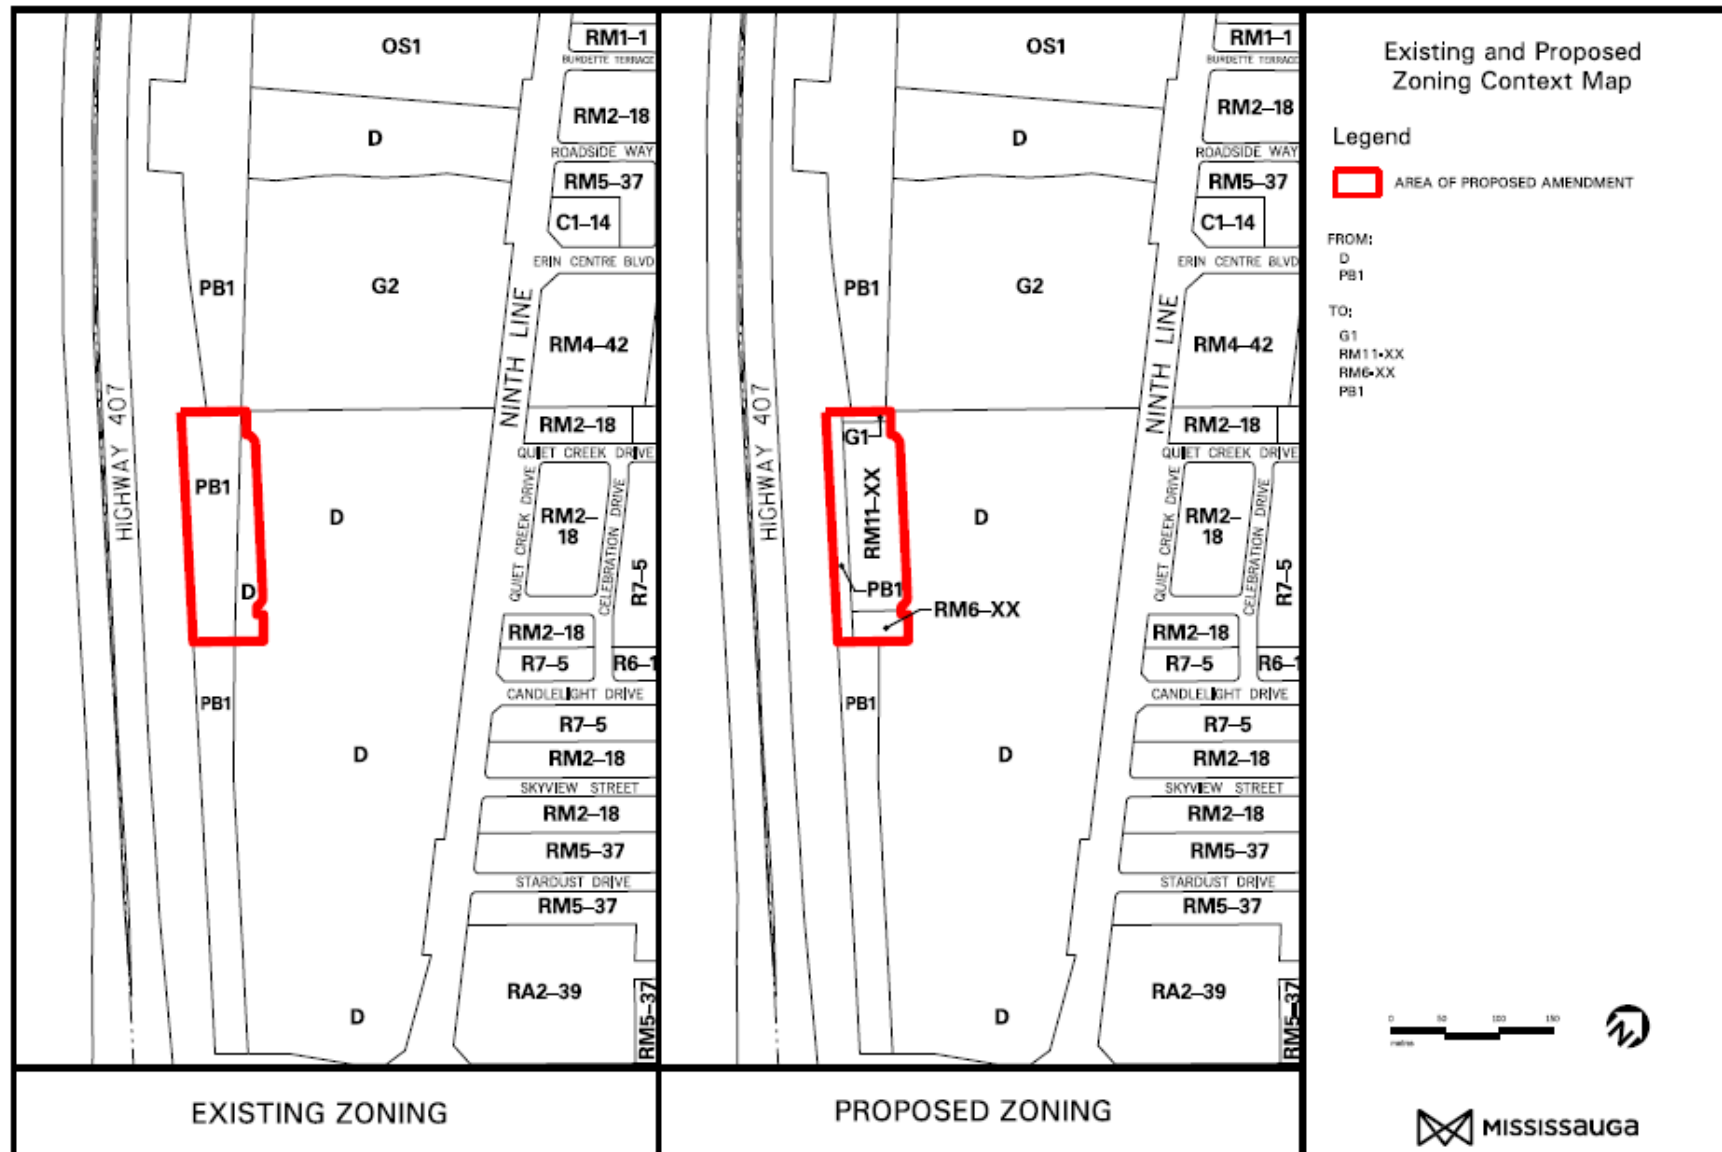 OS1
RM1–1
BURDETTE TERRACE
RM2–18
D
ROADSIDE WAY
RM5–37
C1–14
ERIN CENTRE BLVD
PB1
G2
NINTH LINE
RM4–42
HIGHWAY 407
RM2–18
QUIET CREEK DRIVE
PB1
D
QUIET CREEK DRIVE
RM2–
18
CELEBRATION DRIVE
R7–5
D
RM2–18
R7–5
R6–1
CANDLELIGHT DRIVE
PB1
R7–5
D
RM2–18
SKYVIEW STREET
RM2–18
RM5–37
STARDUST DRIVE
RM5–37
RA2–39
D
RM5–37
EXISTING ZONING
OS1
RM1–1
BURDETTE TERRACE
RM2–18
D
ROADSIDE WAY
RM5–37
C1–14
ERIN CENTRE BLVD
PB1
G2
NINTH LINE
RM4–42
HIGHWAY 407
RM2–18
G1
QUIET CREEK DRIVE
RM11–XX
D
QUIET CREEK DRIVE
RM2–
18
CELEBRATION DRIVE
R7–5
PB1
RM6–XX
RM2–18
R7–5
R6–1
CANDLELIGHT DRIVE
PB1
R7–5
D
RM2–18
SKYVIEW STREET
RM2–18
RM5–37
STARDUST DRIVE
RM5–37
RA2–39
D
RM5–37
PROPOSED ZONING
Existing and Proposed
Zoning Context Map
Legend
AREA OF PROPOSED AMENDMENT
FROM:
D
PB1
TO:
G1
RM11-XX
RM6-XX
PB1
0 50 100 150
metres
MISSISSAUGA